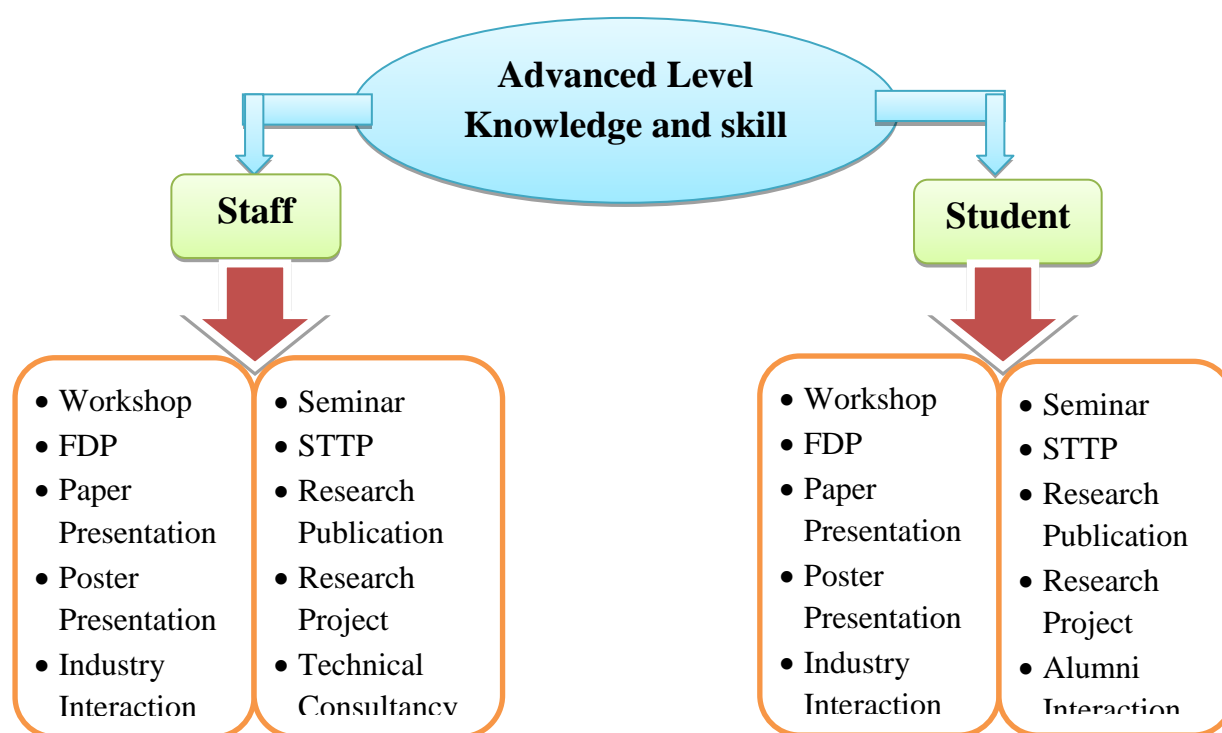 Advanced Level
Knowledge and skill
Staff
Student
• Workshop
• FDP
• Paper
Presentation
• Poster
Presentation
• Industry
Interaction
• Seminar
• STTP
• Research
Publication
• Research
Project
• Technical
Consultancy
• Workshop
• FDP
• Paper
Presentation
• Poster
Presentation
• Industry
Interaction
• Seminar
• STTP
• Research
Publication
• Research
Project
• Alumni
Interaction